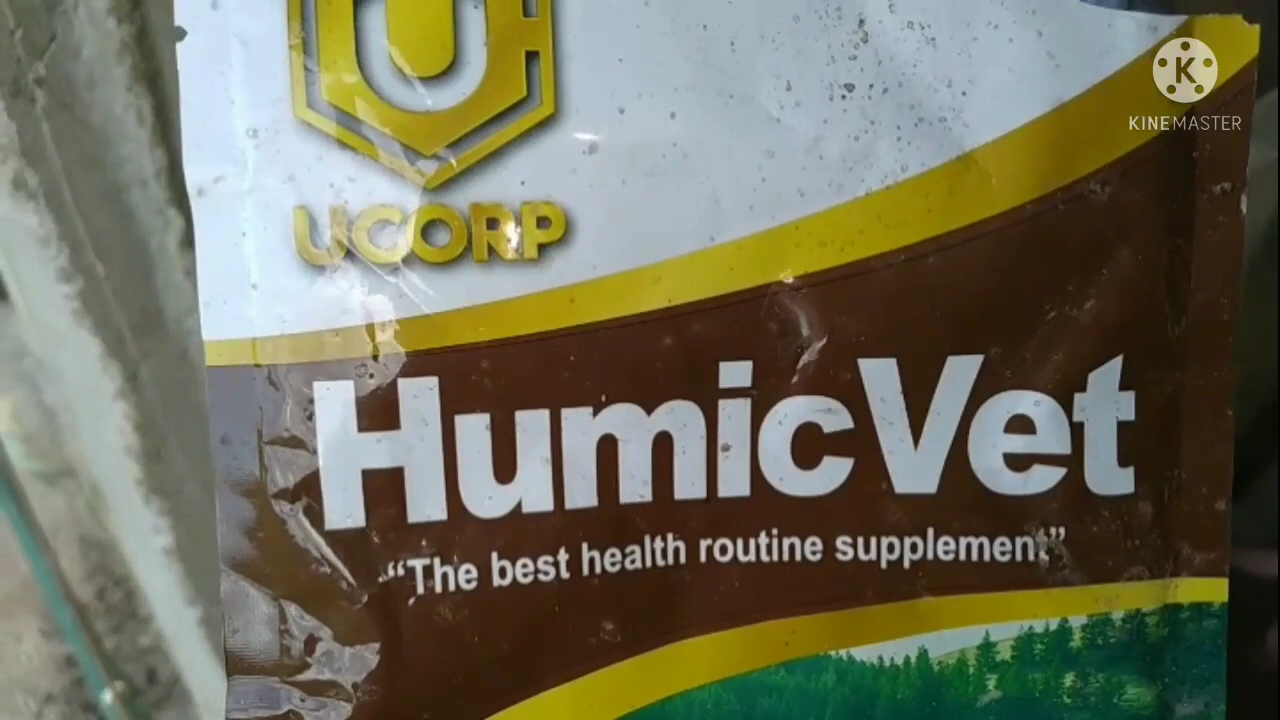 K
KINEMASTER
UCORP
HumicVet
“The best health routine supplement”